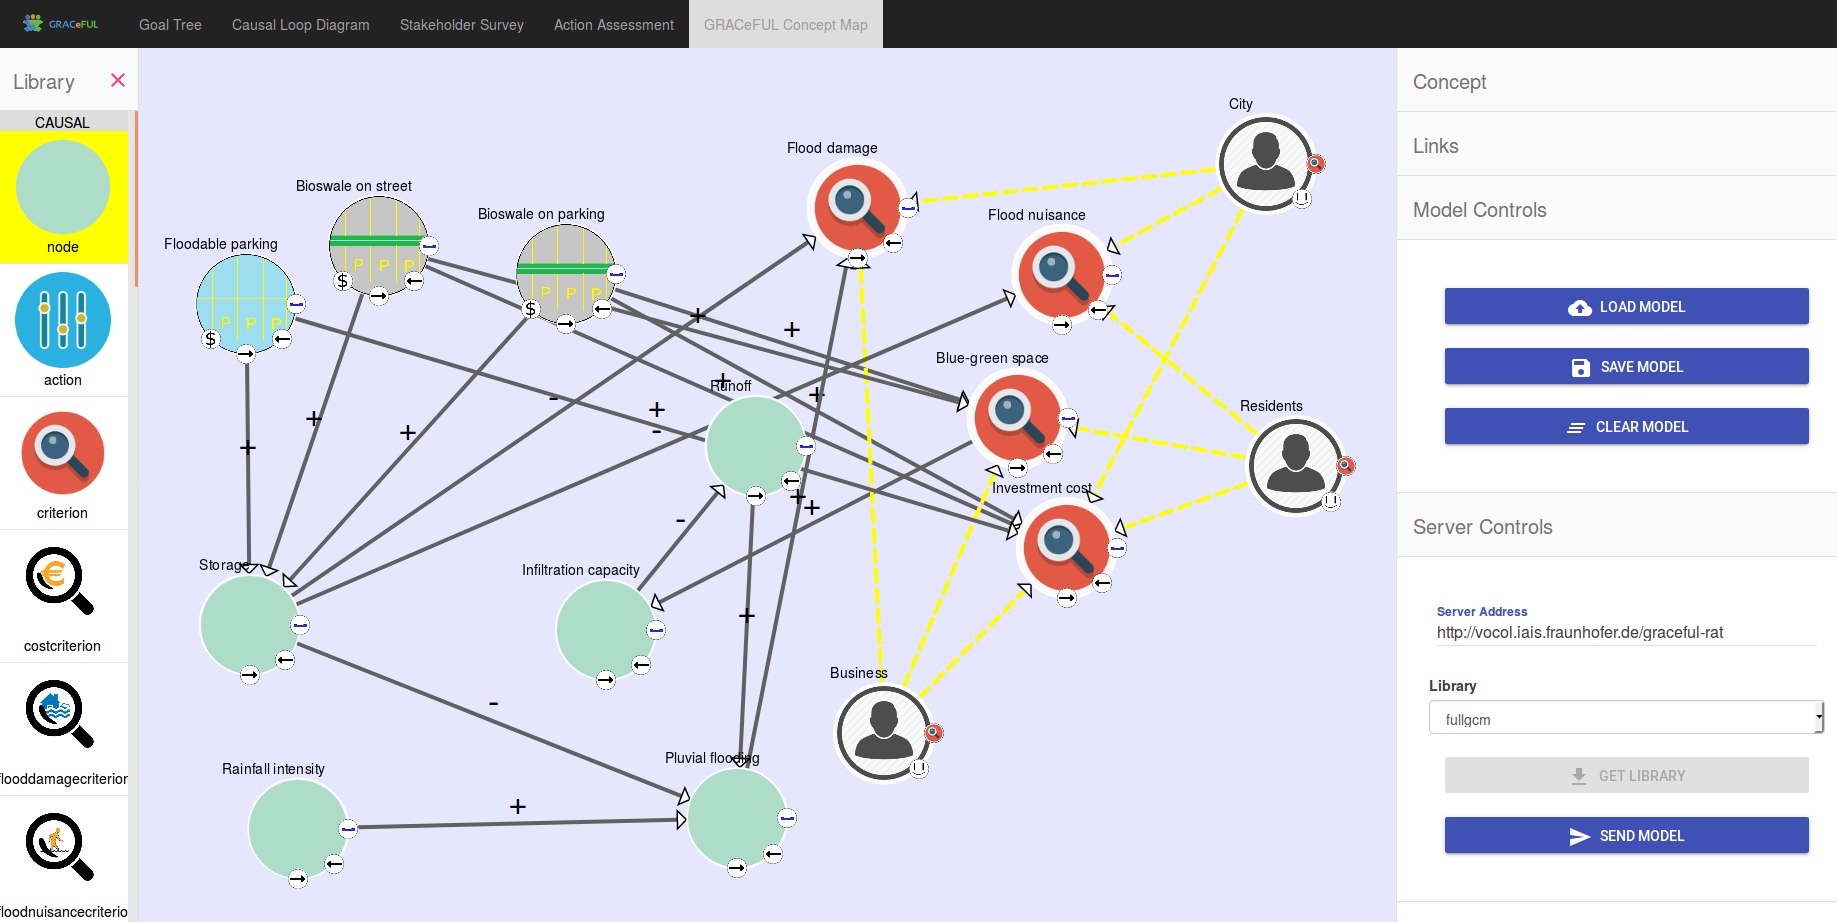 GRACeFUL
Goal Tree
Causal Loop Diagram
Stakeholder Survey
Action Assessment
GRACeFUL Concept Map
Library
CAUSAL
node
action
criterion
costcriterion
flooddamagecriterion
floodnuisancecriterio
City
Flood damage
Bioswale on street
Bioswale on parking
Flood nuisance
Floodable parking
P P P
$
P P P
$
P P P
$
Blue-green space
Runoff
Residents
Investment cost
Storage
Infiltration capacity
Business
Rainfall intensity
Pluvial flooding
+
+
+
+
+
+
+
+
+
+
+
+
-
-
-
-
Concept
Links
Model Controls
LOAD MODEL
SAVE MODEL
CLEAR MODEL
Server Controls
Server Address
http://vocol.iais.fraunhofer.de/graceful-rat
Library
fullgcm
GET LIBRARY
SEND MODEL